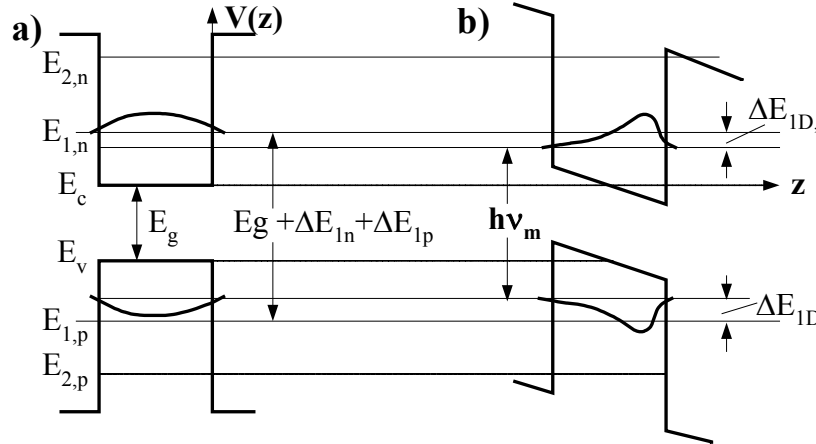 a)
V(z)
b)
E2,n
E1,n
ΔE1D,
Ec
z
Eg
Eg +ΔE1n+ΔE1p
hνm
Ev
E1,p
ΔE1D
E2,p